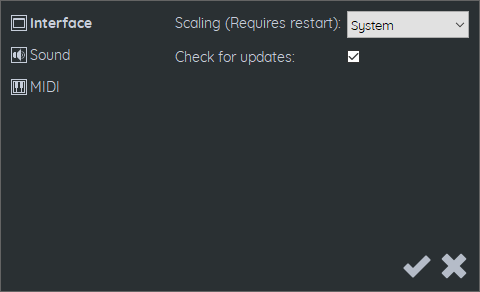 Interface
Scaling (Requires restart): System
Sound
Check for updates:
MIDI